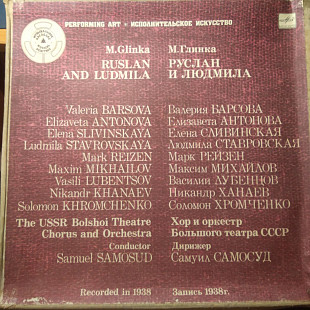 PERFORMING ART • ИСПОЛНИТЕЛЬСКОЕ ИСКУССТВО
M.Glinka
RUSLAN
AND LUDMILA
М.Глинка
РУСЛАН
И ЛЮДМИЛА
Valeria BARSOVA
Elizaveta ANTONOVA
Elena SLIVINSKAYA
Ludmilla STAVROVSKAYA
Mark REIZEN
Maxim MIKHAILOV
Vasili LUBENTSOV
Nikandr KHANAEV
Solomon KHROMCHENKO
Валерия БАРСОВА
Елизавета АНТОНОВА
Елена СЛИВИНСКАЯ
Людмила СТАВРОВСКАЯ
Марк РЕЙЗЕН
Максим МИХАЙЛОВ
Василий ЛУБЕНЦОВ
Никандр ХАНАЕВ
Соломон ХРОМЧЕНКО
The USSR Bolshoi Theatre
Chorus and Orchestra
Conductor
Samuel SAMOSUD
Хор и оркестр
Большого театра СССР
Дирижер
Самуил САМОСУД
Recorded in 1938
Запись 1938г.